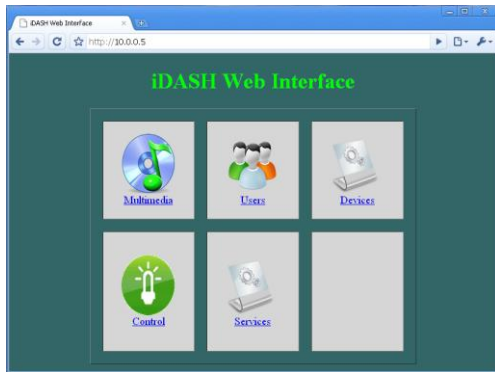 iDASH Web Interface
http://10.0.0.5
iDASH Web Interface
Multimedia
Users
Devices
Control
Services